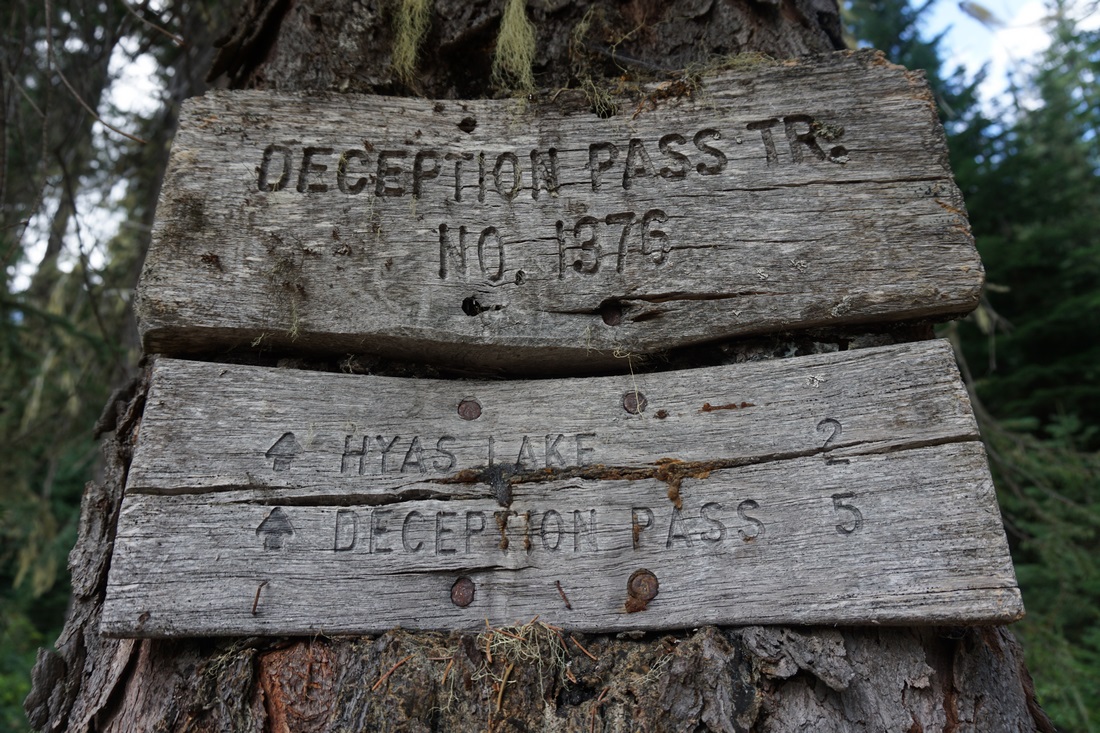 DECEPTION PASS TR.
NO. 1376
HYAS LAKE 2
DECEPTION PASS 5